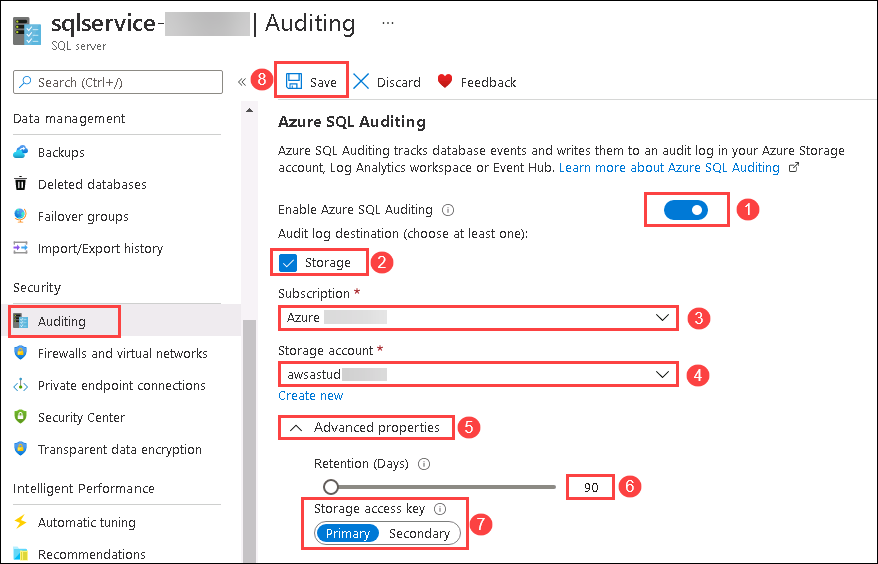 sqlservice- | Auditing ...
SQL server
Search (Ctrl+/)
«
8
Save
Discard
Feedback
Data management
Backups
Deleted databases
Failover groups
Import/Export history
Security
Auditing
Firewalls and virtual networks
Private endpoint connections
Security Center
Transparent data encryption
Intelligent Performance
Automatic tuning
Recommendations
Azure SQL Auditing
Azure SQL Auditing tracks database events and writes them to an audit log in your Azure Storage
account, Log Analytics workspace or Event Hub. Learn more about Azure SQL Auditing
Enable Azure SQL Auditing
1
Audit log destination (choose at least one):
Storage
2
Subscription *
Azure
3
Storage account *
awsastud
4
Create new
Advanced properties
5
Retention (Days)
90
6
Storage access key
7
Primary Secondary